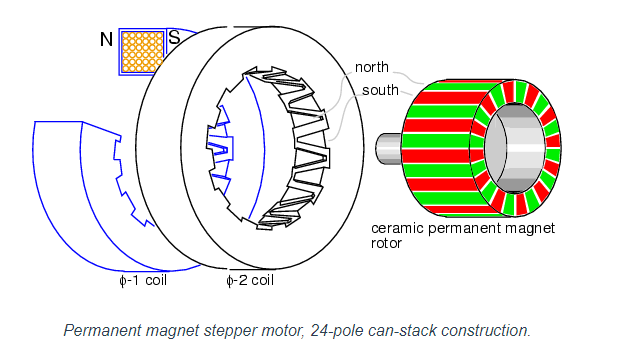 N S
north
south
ceramic permanent magnet
rotor
ϕ-1 coil ϕ-2 coil
Permanent magnet stepper motor, 24-pole can-stack construction.